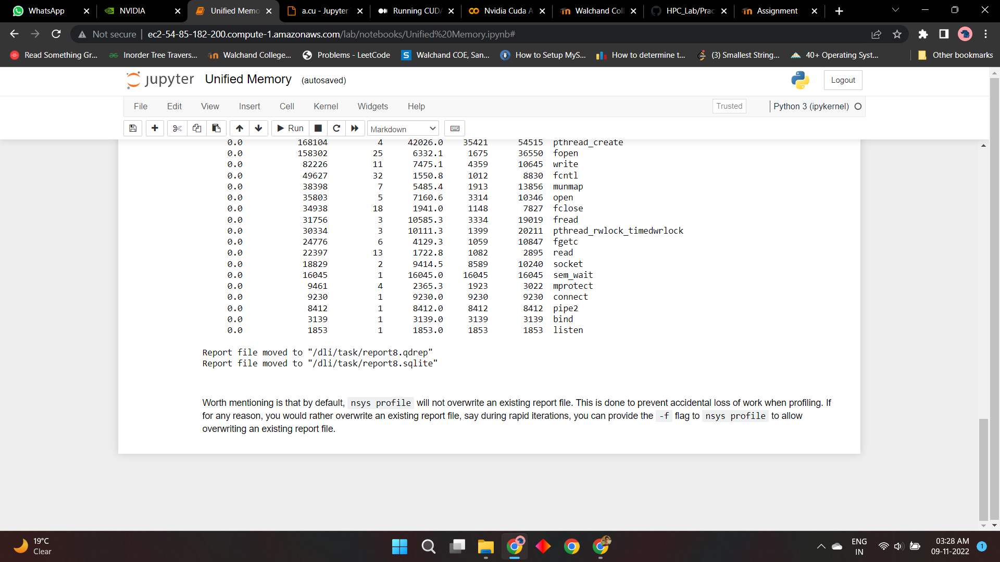 WhatsApp
NVIDIA
Unified Memo
a.cu - Jupyter
Running CUDA
Nvidia Cuda A
Walchand Coll
HPC_Lab/Prac
Assignment
Not secure ec2-54-85-182-200.compute-1.amazonaws.com/lab/notebooks/Unified%20Memory.ipynb#
Read Something Gr... Inorder Tree Travers... Walchand College... Problems - LeetCode Walchand COE, San... How to Setup MyS... How to determine t... (3) Smallest String... 40+ Operating Syst... Other bookmarks
jupyter Unified Memory (autosaved)
Logout
File Edit View Insert Cell Kernel Widgets Help
Trusted Python 3 (ipykernel)
Run Markdown
0.0 168104 4 42026.0 35421 54515 pthread_create
0.0 158302 25 6332.1 1675 36550 fopen
0.0 82226 11 7475.1 4359 10645 write
0.0 49627 32 1550.8 1012 8830 fcntl
0.0 38398 7 5485.4 1913 13856 munmap
0.0 35803 5 7160.6 3314 10346 open
0.0 34938 18 1941.0 1148 7827 fclose
0.0 31756 3 10585.3 3334 19019 fread
0.0 30334 3 10111.3 1399 20211 pthread_rwlock_timedwrlock
0.0 24776 6 4129.3 1059 10847 fgetc
0.0 22397 13 1722.8 1082 2895 read
0.0 18829 2 9414.5 8589 10240 socket
0.0 16045 1 16045.0 16045 16045 sem_wait
0.0 9461 4 2365.3 1923 3022 mprotect
0.0 9230 1 9230.0 9230 9230 connect
0.0 8412 1 8412.0 8412 8412 pipe2
0.0 3139 1 3139.0 3139 3139 bind
0.0 1853 1 1853.0 1853 1853 listen
Report file moved to "/dli/task/report8.qdrep"
Report file moved to "/dli/task/report8.sqlite"
Worth mentioning is that by default, nsys profile will not overwrite an existing report file. This is done to prevent accidental loss of work when profiling. If
for any reason, you would rather overwrite an existing report file, say during rapid iterations, you can provide the -f flag to nsys profile to allow
overwriting an existing report file.
19°C
Clear
ENG
IN
03:28 AM
09-11-2022
1